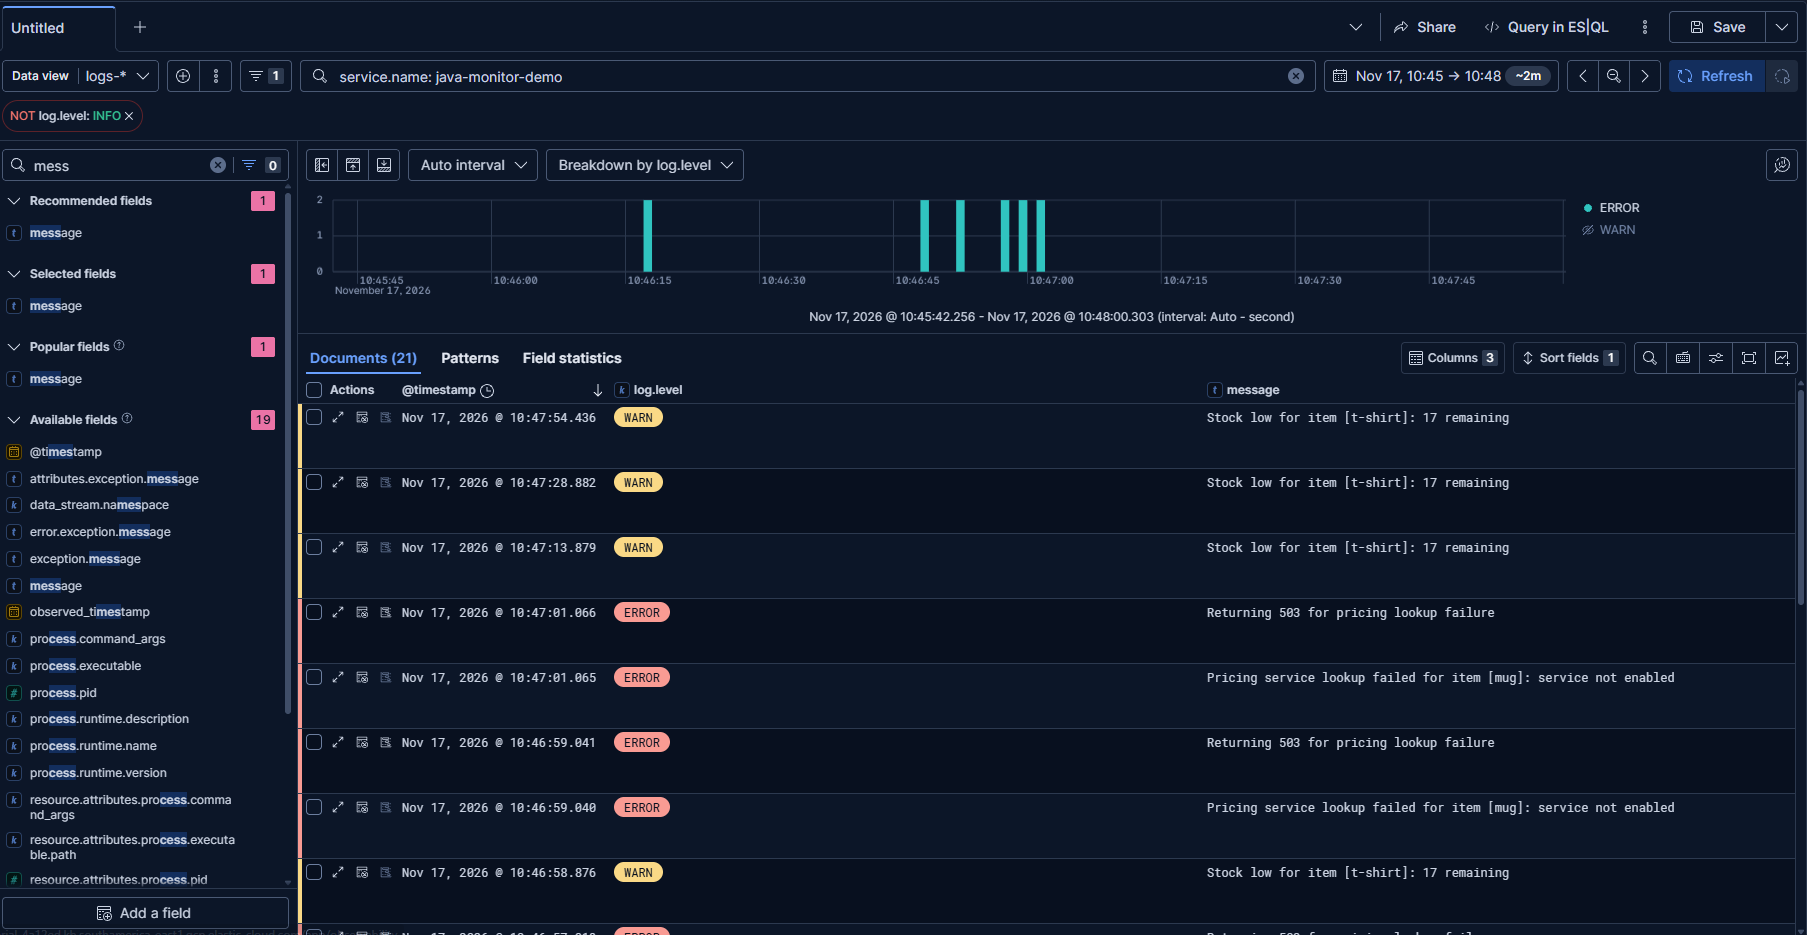 Untitled
Share
Query in ES|QL
Save
Data view
logs-*
1
service.name: java-monitor-demo
Nov 17, 10:45 → 10:48
~2m
Refresh
NOT log.level: INFO
mess
0
Recommended fields
1
message
Selected fields
1
message
Popular fields
1
message
Available fields
19
@timestamp
attributes.exception.message
data_stream.namespace
error.exception.message
exception.message
message
observed_timestamp
process.command_args
process.executable
process.pid
process.runtime.description
process.runtime.name
process.runtime.version
resource.attributes.process.comma
nd_args
resource.attributes.process.executa
ble.path
resource.attributes.process.pid
Add a field
Auto interval
Breakdown by log.level
2
1
0
10:45:45
10:46:00
10:46:15
10:46:30
10:46:45
10:47:00
10:47:15
10:47:30
10:47:45
November 17, 2026
ERROR
WARN
Nov 17, 2026 @ 10:45:42.256 - Nov 17, 2026 @ 10:48:00.303 (interval: Auto - second)
Documents (21)
Patterns
Field statistics
Columns 3
Sort fields 1
Actions
@timestamp
k log.level
t message
Nov 17, 2026 @ 10:47:54.436 WARN Stock low for item [t-shirt]: 17 remaining
Nov 17, 2026 @ 10:47:28.882 WARN Stock low for item [t-shirt]: 17 remaining
Nov 17, 2026 @ 10:47:13.879 WARN Stock low for item [t-shirt]: 17 remaining
Nov 17, 2026 @ 10:47:01.066 ERROR Returning 503 for pricing lookup failure
Nov 17, 2026 @ 10:47:01.065 ERROR Pricing service lookup failed for item [mug]: service not enabled
Nov 17, 2026 @ 10:46:59.041 ERROR Returning 503 for pricing lookup failure
Nov 17, 2026 @ 10:46:59.040 ERROR Pricing service lookup failed for item [mug]: service not enabled
Nov 17, 2026 @ 10:46:58.876 WARN Stock low for item [t-shirt]: 17 remaining